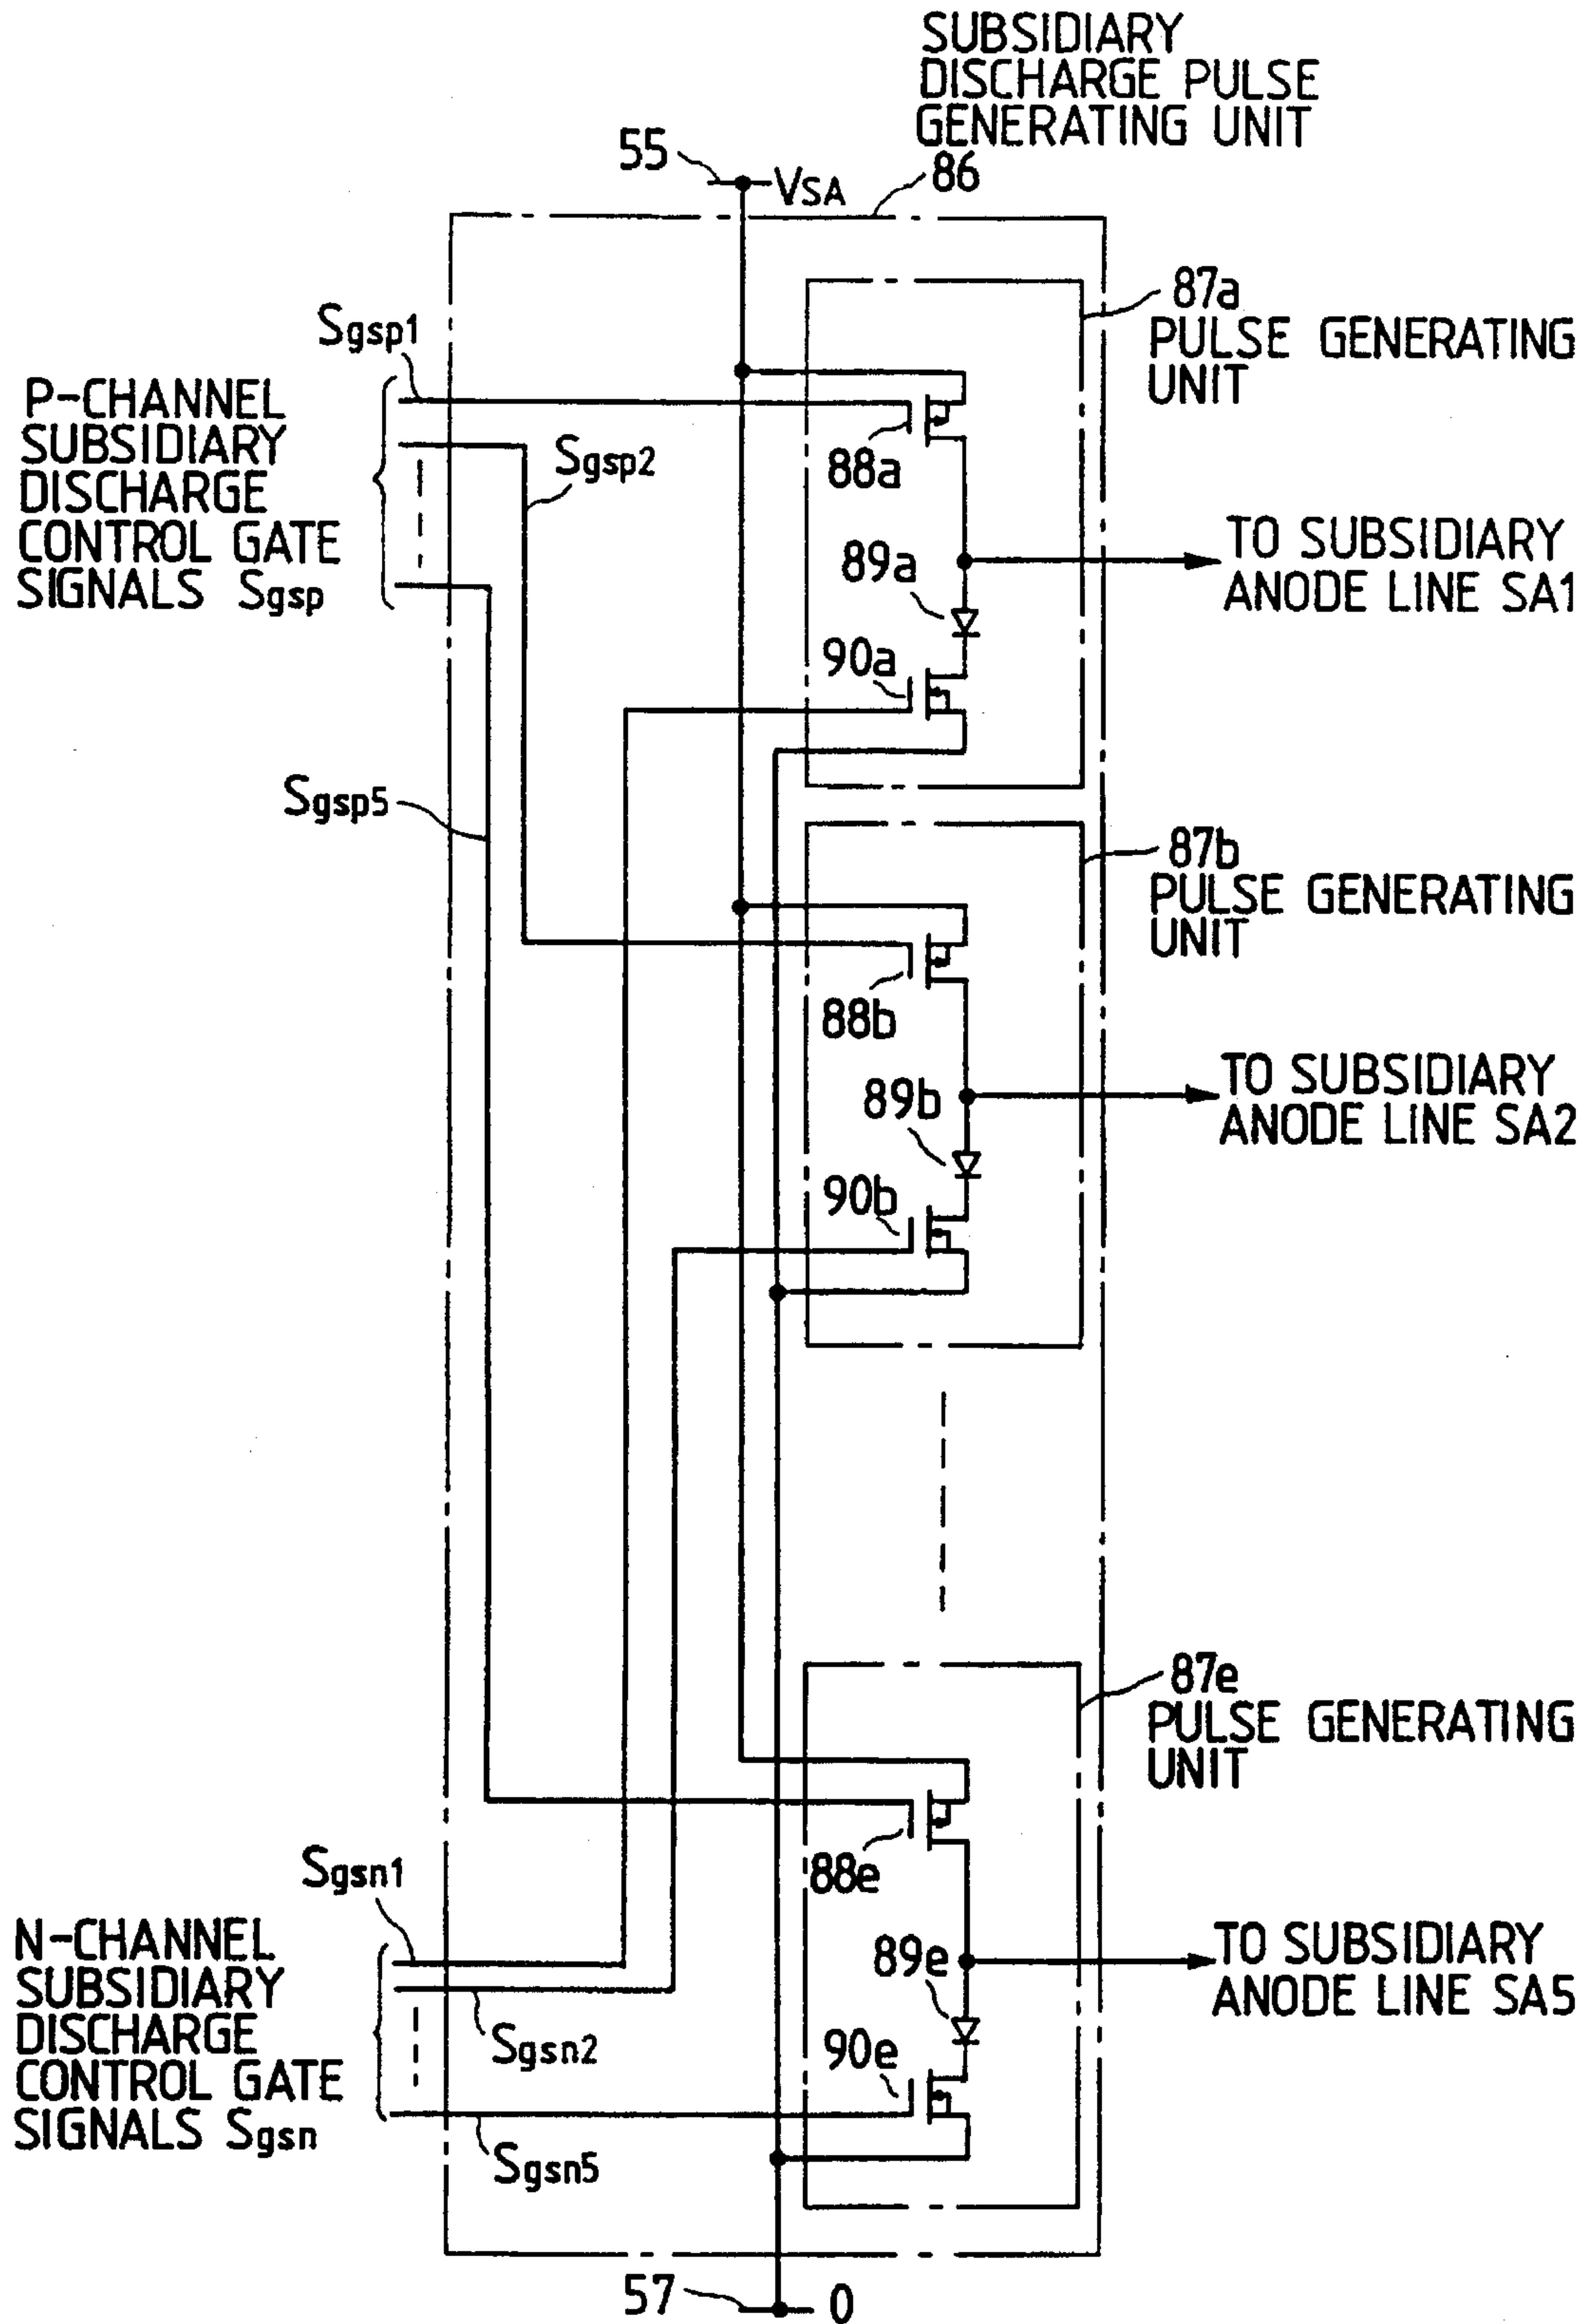 SUBSIDIARY
DISCHARGE PULSE
GENERATING UNIT
55
VSA
86
87a
PULSE GENERATING
UNIT
Sgsp1
P-CHANNEL
SUBSIDIARY
DISCHARGE
CONTROL GATE
SIGNALS Sgsp
Sgsp2
88a
89a
TO SUBSIDIARY
ANODE LINE SA1
90a
Sgsp5
87b
PULSE GENERATING
UNIT
88b
89b
TO SUBSIDIARY
ANODE LINE SA2
90b
87e
PULSE GENERATING
UNIT
88e
Sgsn1
N-CHANNEL
SUBSIDIARY
DISCHARGE
CONTROL GATE
SIGNALS Sgsn
Sgsn2
89e
TO SUBSIDIARY
ANODE LINE SA5
90e
Sgsn5
57
0